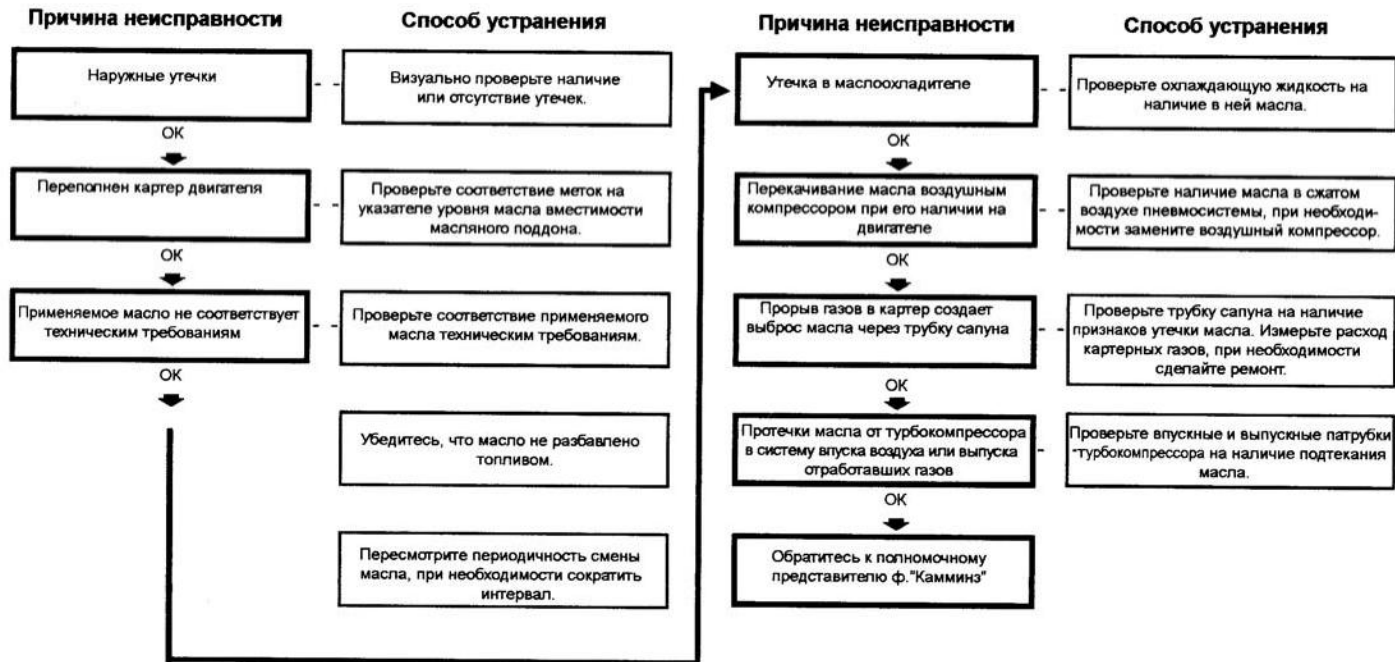 Причина неисправности
Способ устранения
Наружные утечки
Визуально проверьте наличие
или отсутствие утечек.
ОК
Переполнен картер двигателя
Проверьте соответствие меток на
указателе уровня масла вместимости
масляного поддона.
ОК
Применяемое масло не соответствует
техническим требованиям
Проверьте соответствие применяемого
масла техническим требованиям.
ОК
Убедитесь, что масло не разбавлено
топливом.
Пересмотрите периодичность смены
масла, при необходимости сократить
интервал.
Причина неисправности
Способ устранения
Утечка в маслоохладителе
Проверьте охлаждающую жидкость на
наличие в ней масла.
ОК
Перекачивание масла воздушным
компрессором при его наличии на
двигателе
Проверьте наличие масла в сжатом
воздухе пневмосистемы, при необходи-
мости замените воздушный компрессор.
ОК
Прорыв газов в картер создает
выброс масла через трубку сапуна
Проверьте трубку сапуна на наличие
признаков утечки масла. Измерьте расход
картерных газов, при необходимости
сделайте ремонт.
ОК
Протечки масла от турбокомпрессора
в систему впуска воздуха или выпуска
отработавших газов
Проверьте впускные и выпускные патрубки
турбокомпрессора на наличие подтекания
масла.
ОК
Обратитесь к полномочному
представителю ф."Камминз"